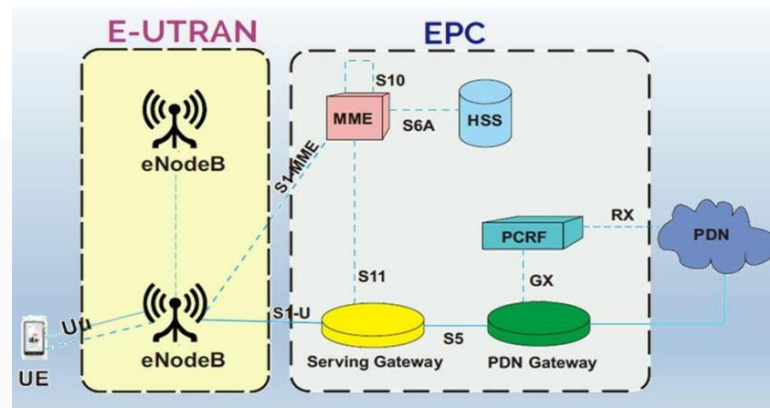 E-UTRAN
EPC
S10
MME
S6A
HSS
eNodeB
S1-MME
RX
PCRF
PDN
S11
GX
Uu
S1-U
S5
eNodeB
Serving Gateway
PDN Gateway
UE